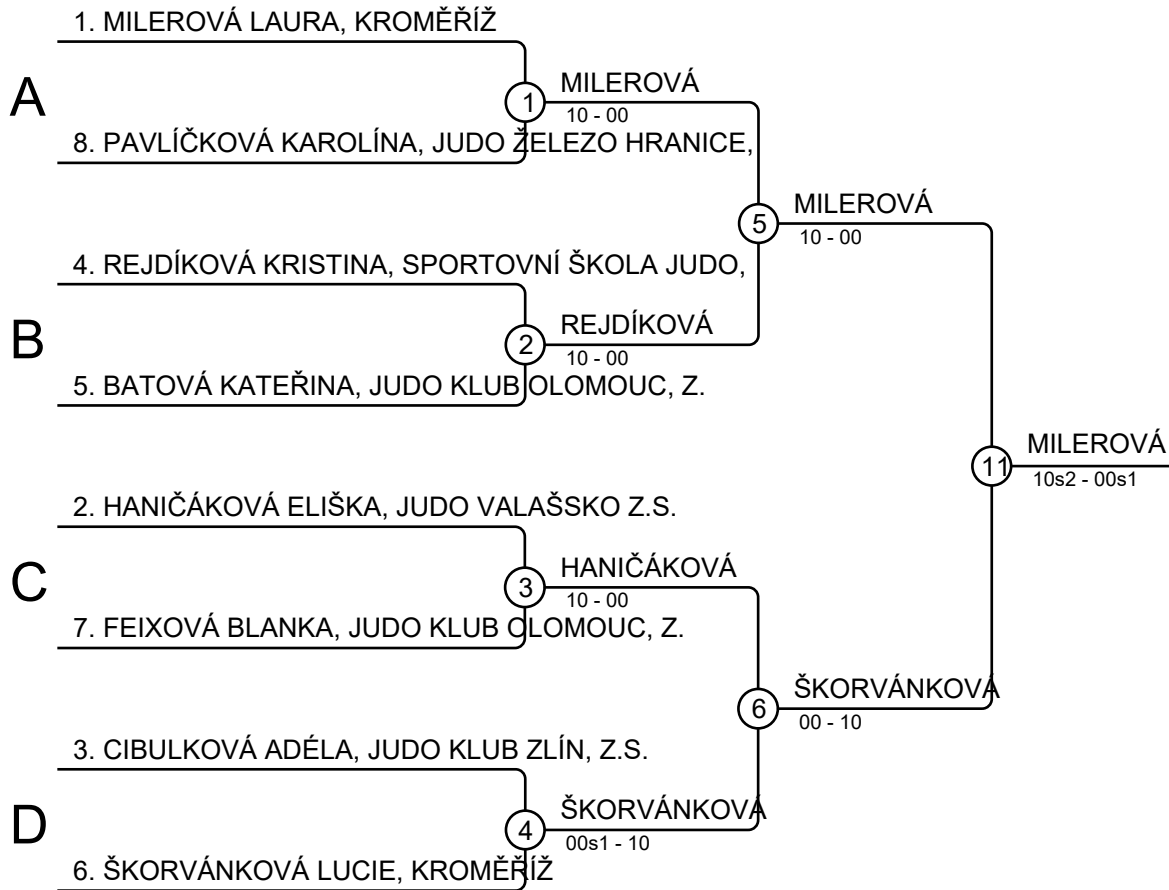 1. MILEROVÁ LAURA, KROMĚŘÍŽ
A
1
MILEROVÁ
10 - 00
8. PAVLÍČKOVÁ KAROLÍNA, JUDO ŽELEZO HRANICE,
5
MILEROVÁ
10 - 00
4. REJDÍKOVÁ KRISTINA, SPORTOVNÍ ŠKOLA JUDO,
B
2
REJDÍKOVÁ
10 - 00
5. BATOVÁ KATEŘINA, JUDO KLUB OLOMOUC, Z.
11
MILEROVÁ
10s2 - 00s1
2. HANIČÁKOVÁ ELIŠKA, JUDO VALAŠSKO Z.S.
C
3
HANIČÁKOVÁ
10 - 00
7. FEIXOVÁ BLANKA, JUDO KLUB OLOMOUC, Z.
6
ŠKORVÁNKOVÁ
00 - 10
3. CIBULKOVÁ ADÉLA, JUDO KLUB ZLÍN, Z.S.
D
4
ŠKORVÁNKOVÁ
00s1 - 10
6. ŠKORVÁNKOVÁ LUCIE, KROMĚŘÍŽ